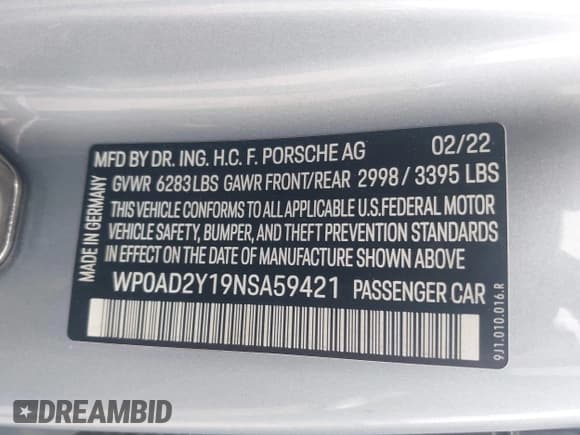 MFD BY DR. ING. H.C. F. PORSCHE AG 02/22
GVWR 6283 LBS GAWR FRONT/REAR 2998 / 3395 LBS
THIS VEHICLE CONFORMS TO ALL APPLICABLE U.S.FEDERAL MOTOR
VEHICLE SAFETY, BUMPER, AND THEFT PREVENTION STANDARDS
IN EFFECT ON THE DATE OF MANUFACTURE SHOWN ABOVE
WP0AD2Y19NSA59421 PASSENGER CAR
MADE IN GERMANY
9J1.010.016.R
DREAMBID